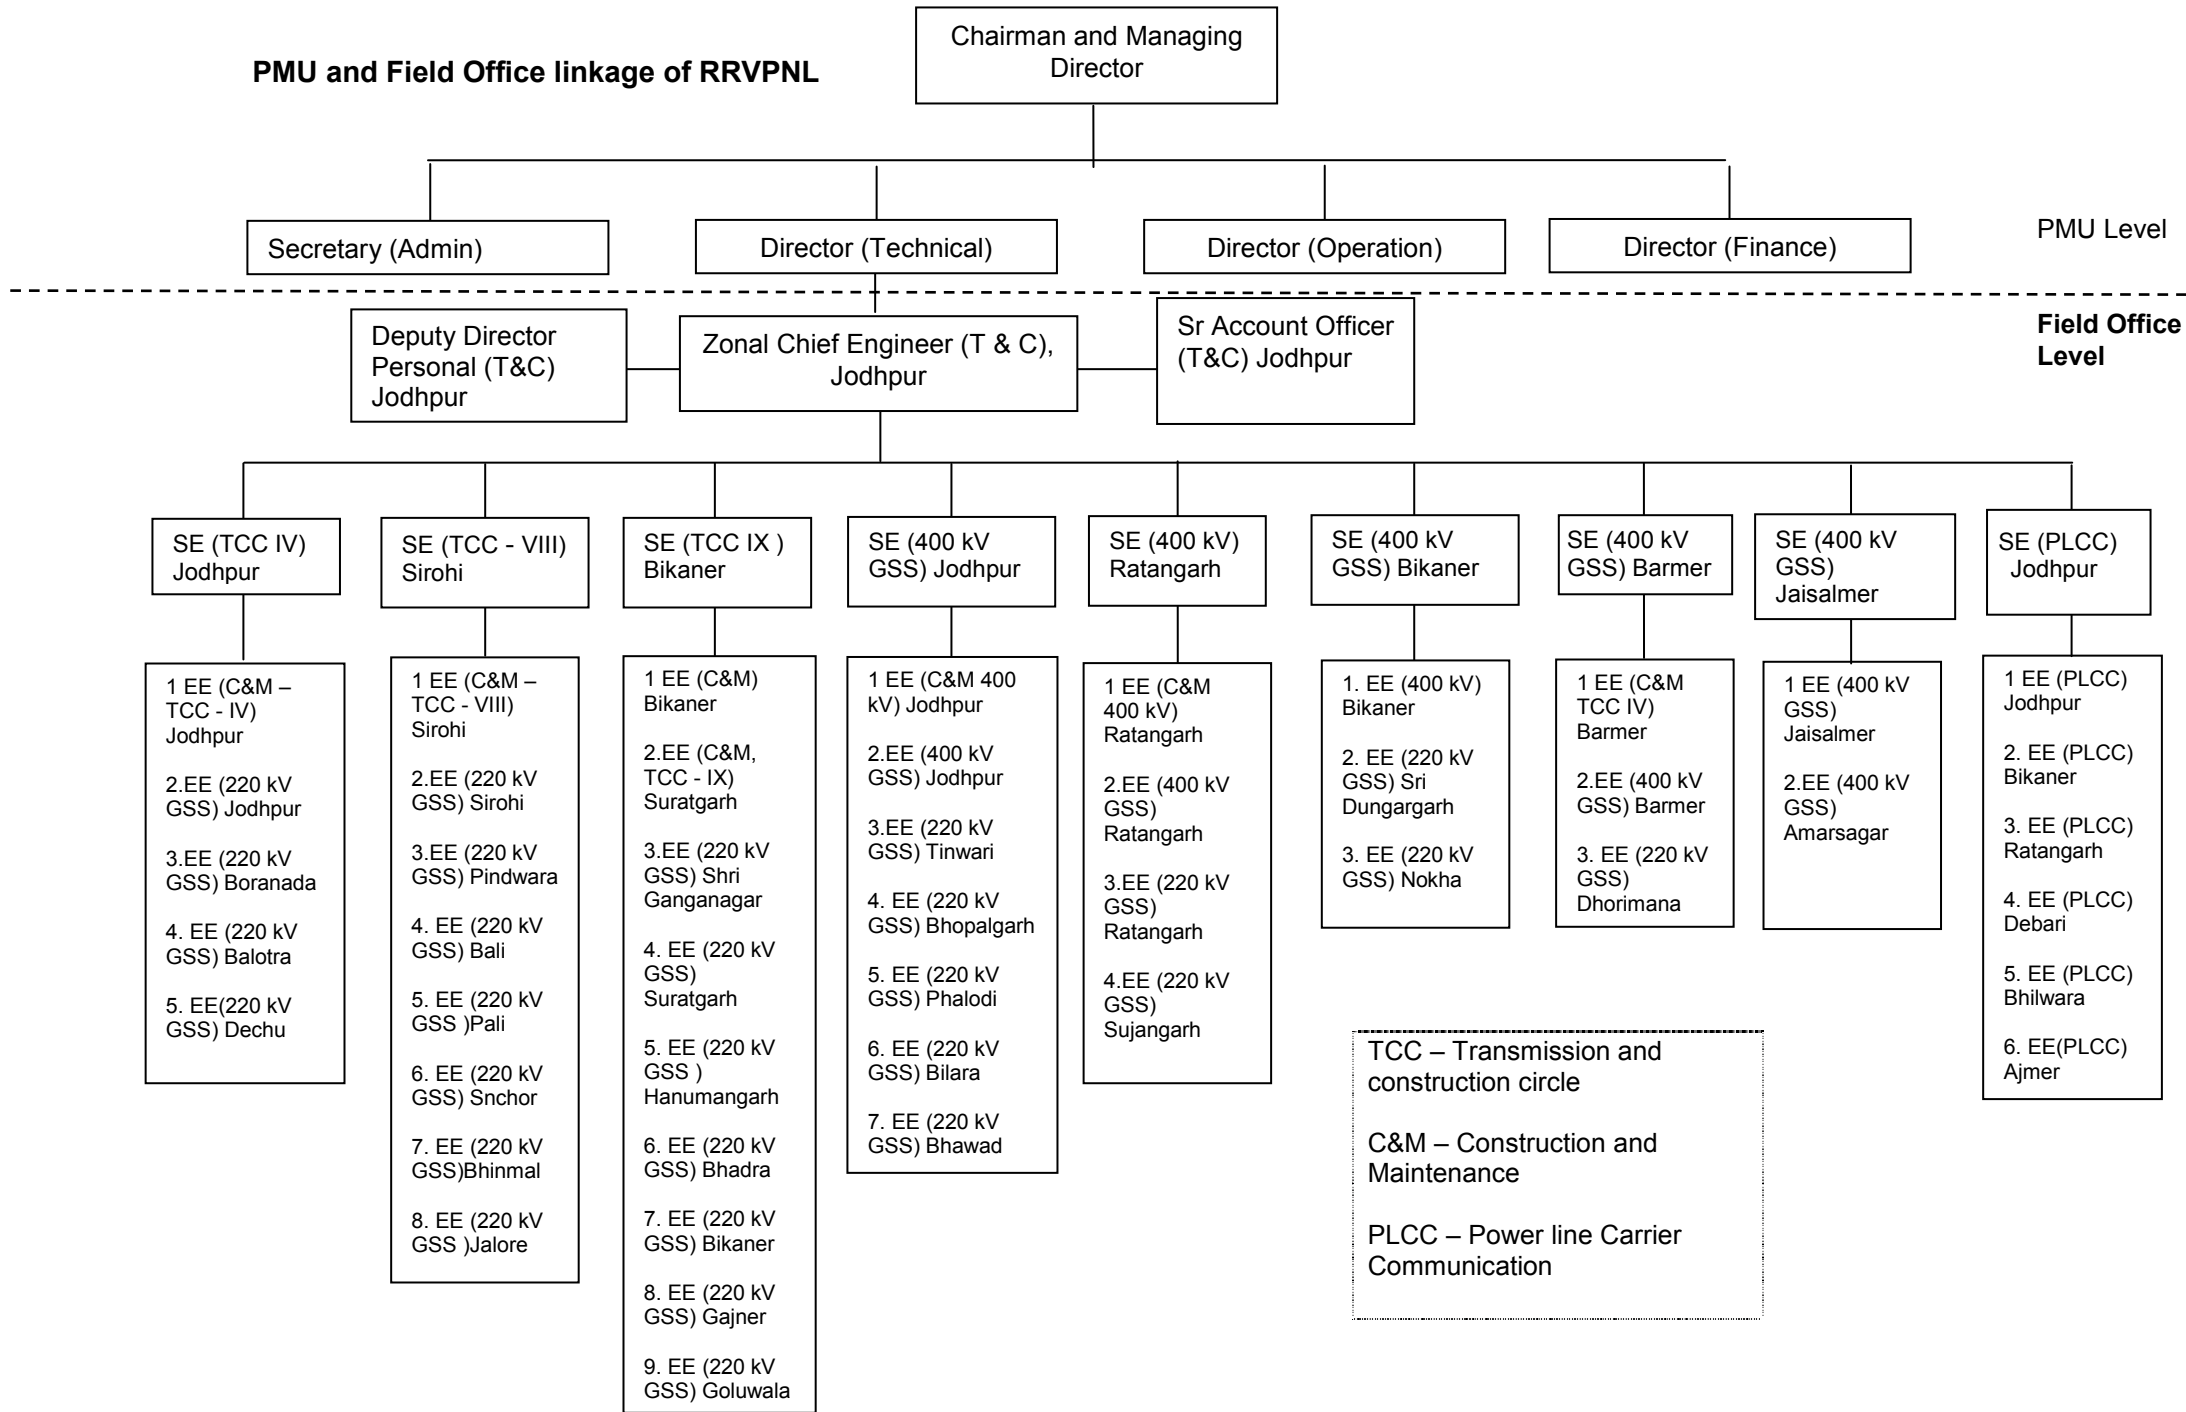 PMU and Field Office linkage of RRVPNL
Chairman and Managing
Director
Secretary (Admin)
Director (Technical)
Director (Operation)
Director (Finance)
PMU Level
Deputy Director
Personal (T&C)
Jodhpur
Zonal Chief Engineer (T & C),
Jodhpur
Sr Account Officer
(T&C) Jodhpur
Field Office
Level
SE (TCC IV)
Jodhpur
SE (TCC - VIII)
Sirohi
SE (TCC IX )
Bikaner
SE (400 kV
GSS) Jodhpur
SE (400 kV)
Ratangarh
SE (400 kV
GSS) Bikaner
SE (400 kV
GSS) Barmer
SE (400 kV
GSS)
Jaisalmer
SE (PLCC)
Jodhpur
1 EE (C&M –
TCC - IV)
Jodhpur
2.EE (220 kV
GSS) Jodhpur
3.EE (220 kV
GSS) Boranada
4. EE (220 kV
GSS) Balotra
5. EE(220 kV
GSS) Dechu
1 EE (C&M –
TCC - VIII)
Sirohi
2.EE (220 kV
GSS) Sirohi
3.EE (220 kV
GSS) Pindwara
4. EE (220 kV
GSS) Bali
5. EE (220 kV
GSS )Pali
6. EE (220 kV
GSS) Snchor
7. EE (220 kV
GSS)Bhinmal
8. EE (220 kV
GSS )Jalore
1 EE (C&M)
Bikaner
2.EE (C&M,
TCC - IX)
Suratgarh
3.EE (220 kV
GSS) Shri
Ganganagar
4. EE (220 kV
GSS)
Suratgarh
5. EE (220 kV
GSS )
Hanumangarh
6. EE (220 kV
GSS) Bhadra
7. EE (220 kV
GSS) Bikaner
8. EE (220 kV
GSS) Gajner
9. EE (220 kV
GSS) Goluwala
1 EE (C&M 400
kV) Jodhpur
2.EE (400 kV
GSS) Jodhpur
3.EE (220 kV
GSS) Tinwari
4. EE (220 kV
GSS) Bhopalgarh
5. EE (220 kV
GSS) Phalodi
6. EE (220 kV
GSS) Bilara
7. EE (220 kV
GSS) Bhawad
1 EE (C&M
400 kV)
Ratangarh
2.EE (400 kV
GSS)
Ratangarh
3.EE (220 kV
GSS)
Ratangarh
4.EE (220 kV
GSS)
Sujangarh
1. EE (400 kV)
Bikaner
2. EE (220 kV
GSS) Sri
Dungargarh
3. EE (220 kV
GSS) Nokha
1 EE (C&M
TCC IV)
Barmer
2.EE (400 kV
GSS) Barmer
3. EE (220 kV
GSS)
Dhorimana
1 EE (400 kV
GSS)
Jaisalmer
2.EE (400 kV
GSS)
Amarsagar
1 EE (PLCC)
Jodhpur
2. EE (PLCC)
Bikaner
3. EE (PLCC)
Ratangarh
4. EE (PLCC)
Debari
5. EE (PLCC)
Bhilwara
6. EE(PLCC)
Ajmer
TCC – Transmission and
construction circle
C&M – Construction and
Maintenance
PLCC – Power line Carrier
Communication